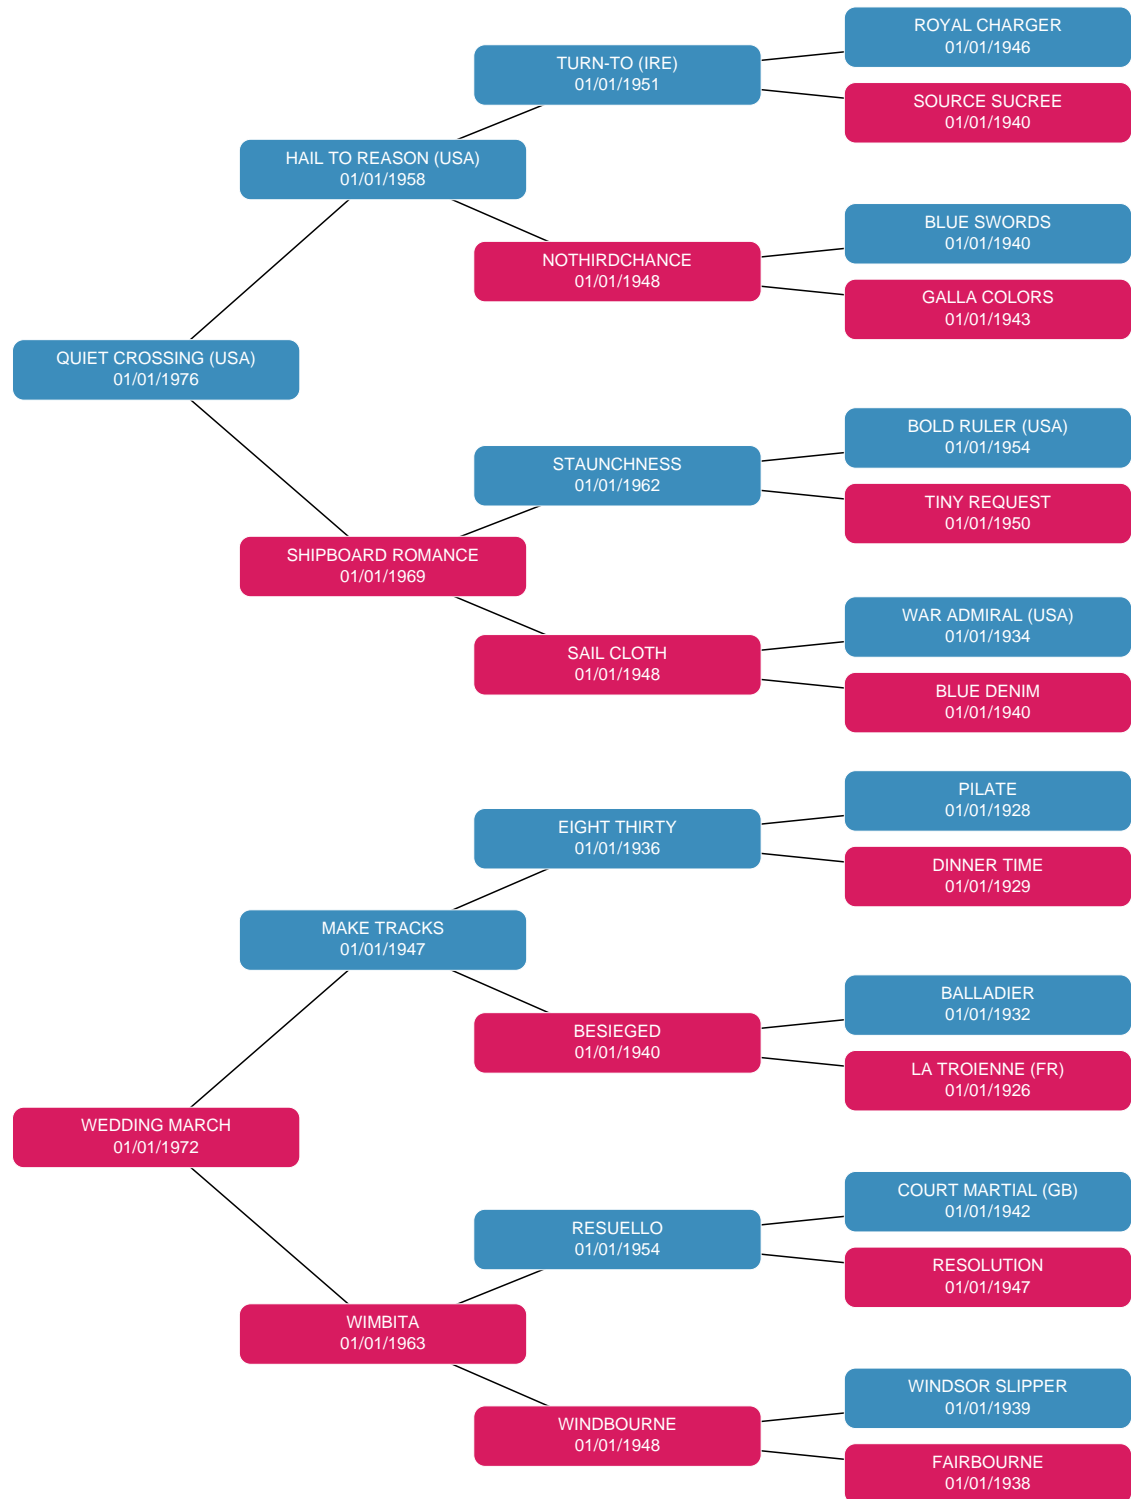 ROYAL CHARGER
01/01/1946
TURN-TO (IRE)
01/01/1951
SOURCE SUCREE
01/01/1940
HAIL TO REASON (USA)
01/01/1958
BLUE SWORDS
01/01/1940
NOTHIRDCHANCE
01/01/1948
GALLA COLORS
01/01/1943
QUIET CROSSING (USA)
01/01/1976
BOLD RULER (USA)
01/01/1954
STAUNCHNESS
01/01/1962
TINY REQUEST
01/01/1950
SHIPBOARD ROMANCE
01/01/1969
WAR ADMIRAL (USA)
01/01/1934
SAIL CLOTH
01/01/1948
BLUE DENIM
01/01/1940
PILATE
01/01/1928
EIGHT THIRTY
01/01/1936
DINNER TIME
01/01/1929
MAKE TRACKS
01/01/1947
BALLADIER
01/01/1932
BESIEGED
01/01/1940
LA TROIENNE (FR)
01/01/1926
WEDDING MARCH
01/01/1972
COURT MARTIAL (GB)
01/01/1942
RESUELLO
01/01/1954
RESOLUTION
01/01/1947
WIMBITA
01/01/1963
WINDSOR SLIPPER
01/01/1939
WINDBOURNE
01/01/1948
FAIRBOURNE
01/01/1938